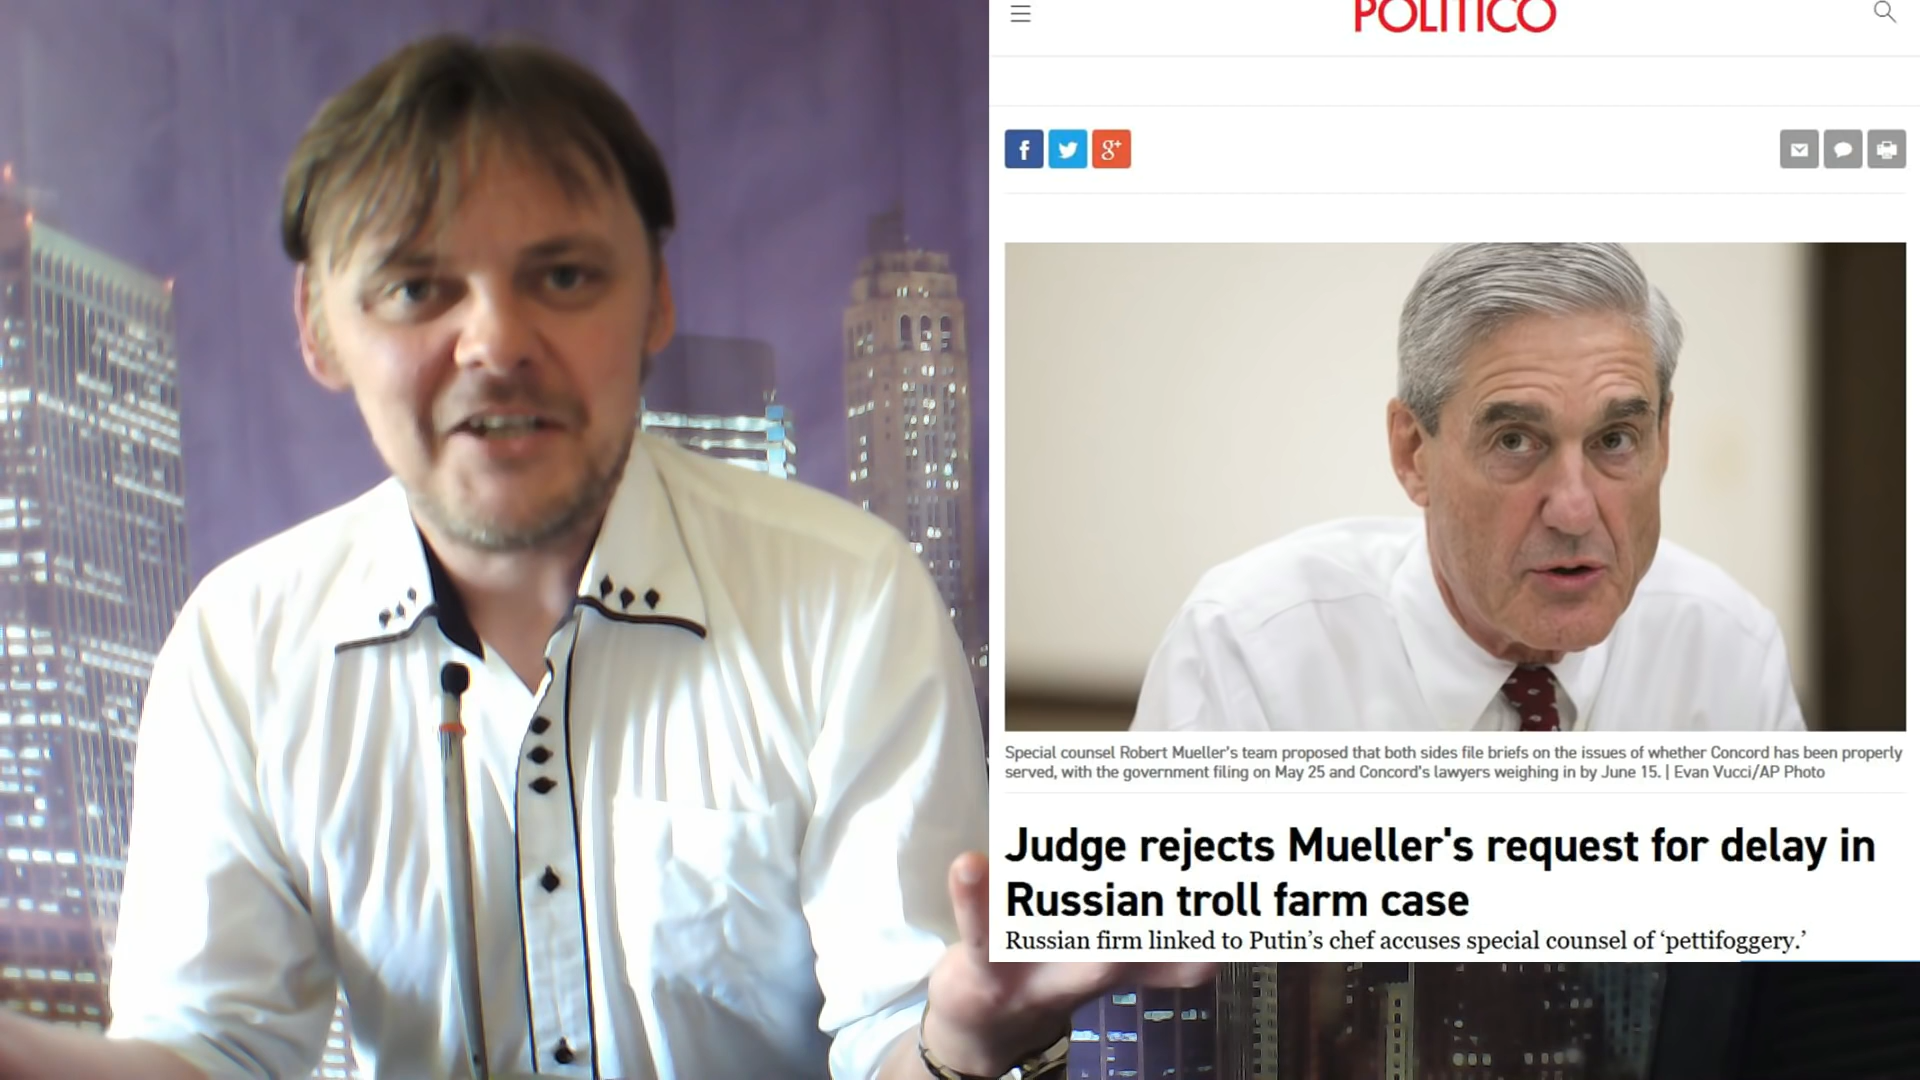 POLITICO
f
g+
Special counsel Robert Mueller's team proposed that both sides file briefs on the issues of whether Concord has been properly
served, with the government filing on May 25 and Concord's lawyers weighing in by June 15. | Evan Vucci/AP Photo
Judge rejects Mueller's request for delay in
Russian troll farm case
Russian firm linked to Putin’s chef accuses special counsel of ‘pettifoggery.’